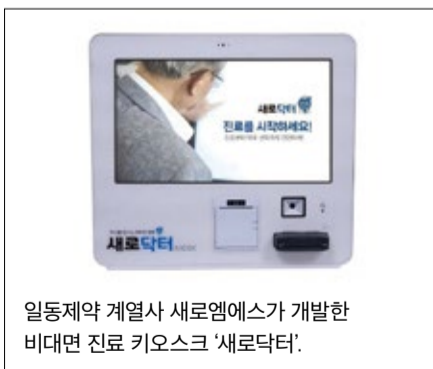 새로닥터
진료를 시작하세요!
새로닥터
일동제약 계열사 새로엠에스가 개발한
비대면 진료 키오스크 ‘새로닥터’.